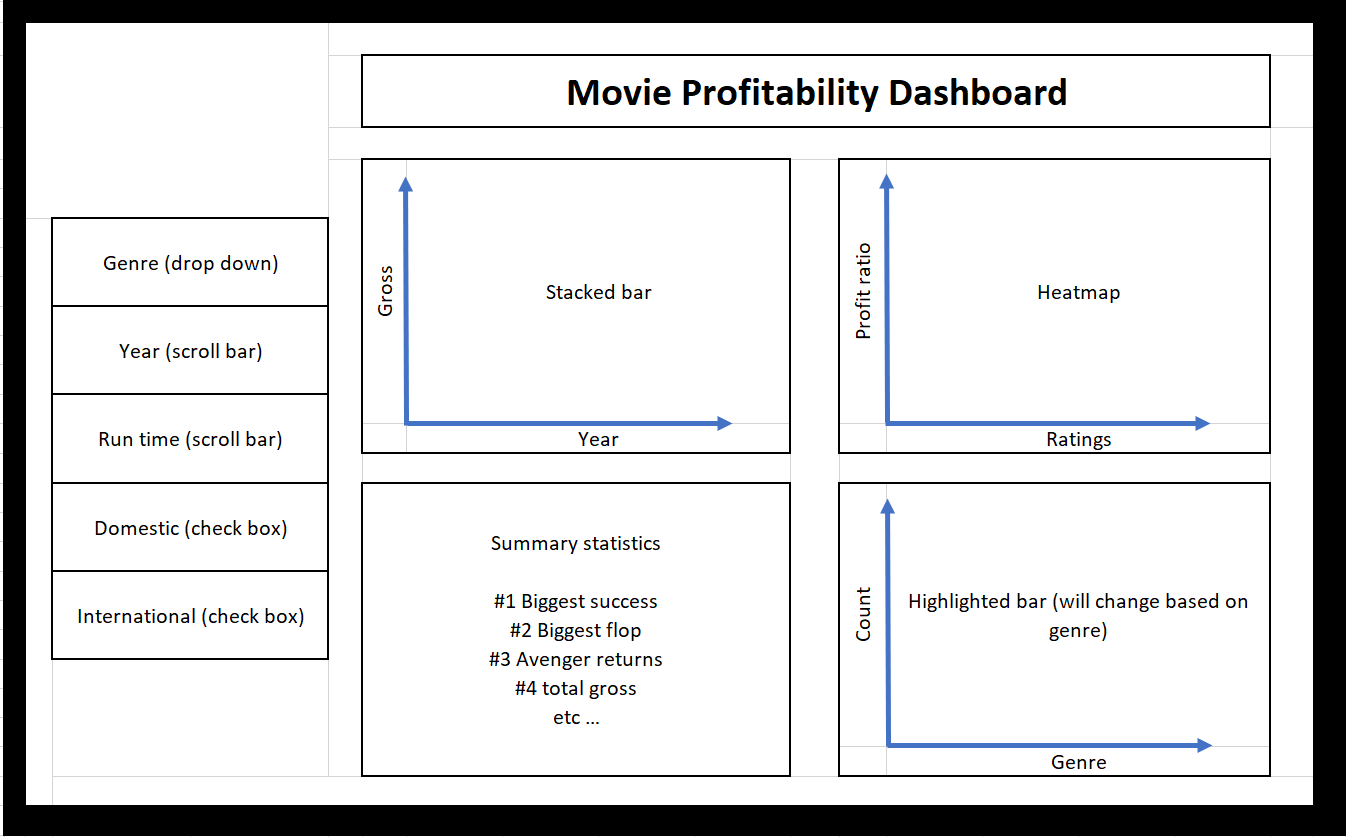 Movie Profitability Dashboard
Genre (drop down)
Year (scroll bar)
Run time (scroll bar)
Domestic (check box)
International (check box)
Gross
Stacked bar
Year
Profit ratio
Heatmap
Ratings
Summary statistics
#1 Biggest success
#2 Biggest flop
#3 Avenger returns
#4 total gross
etc ...
Count
Highlighted bar (will change based on
genre)
Genre